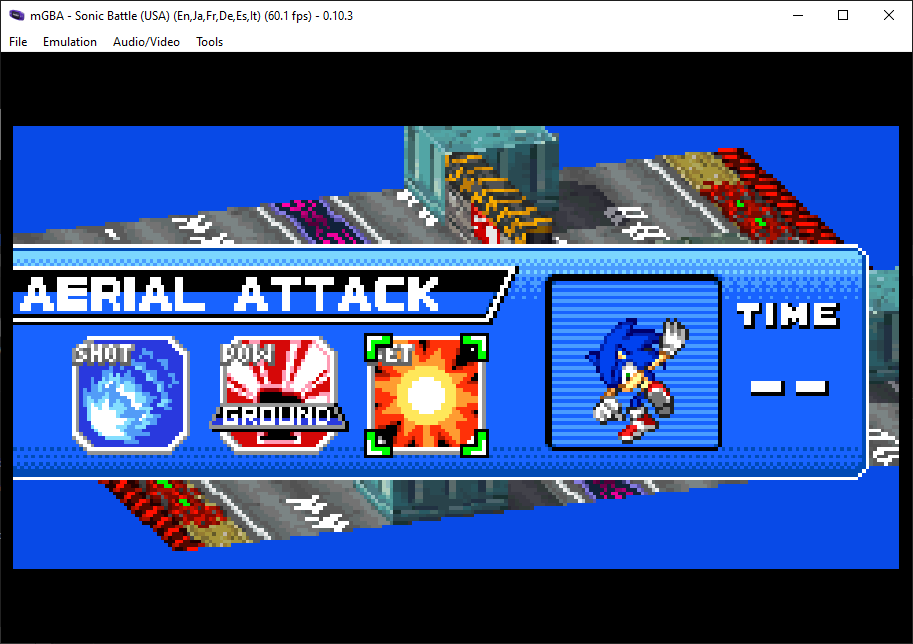 mGBA - Sonic Battle (USA) (En,Ja,Fr,De,Es,It) (60.1 fps) - 0.10.3
File Emulation Audio/Video Tools
AERIAL ATTACK
TIME
SHOT
POW
GROUND
--